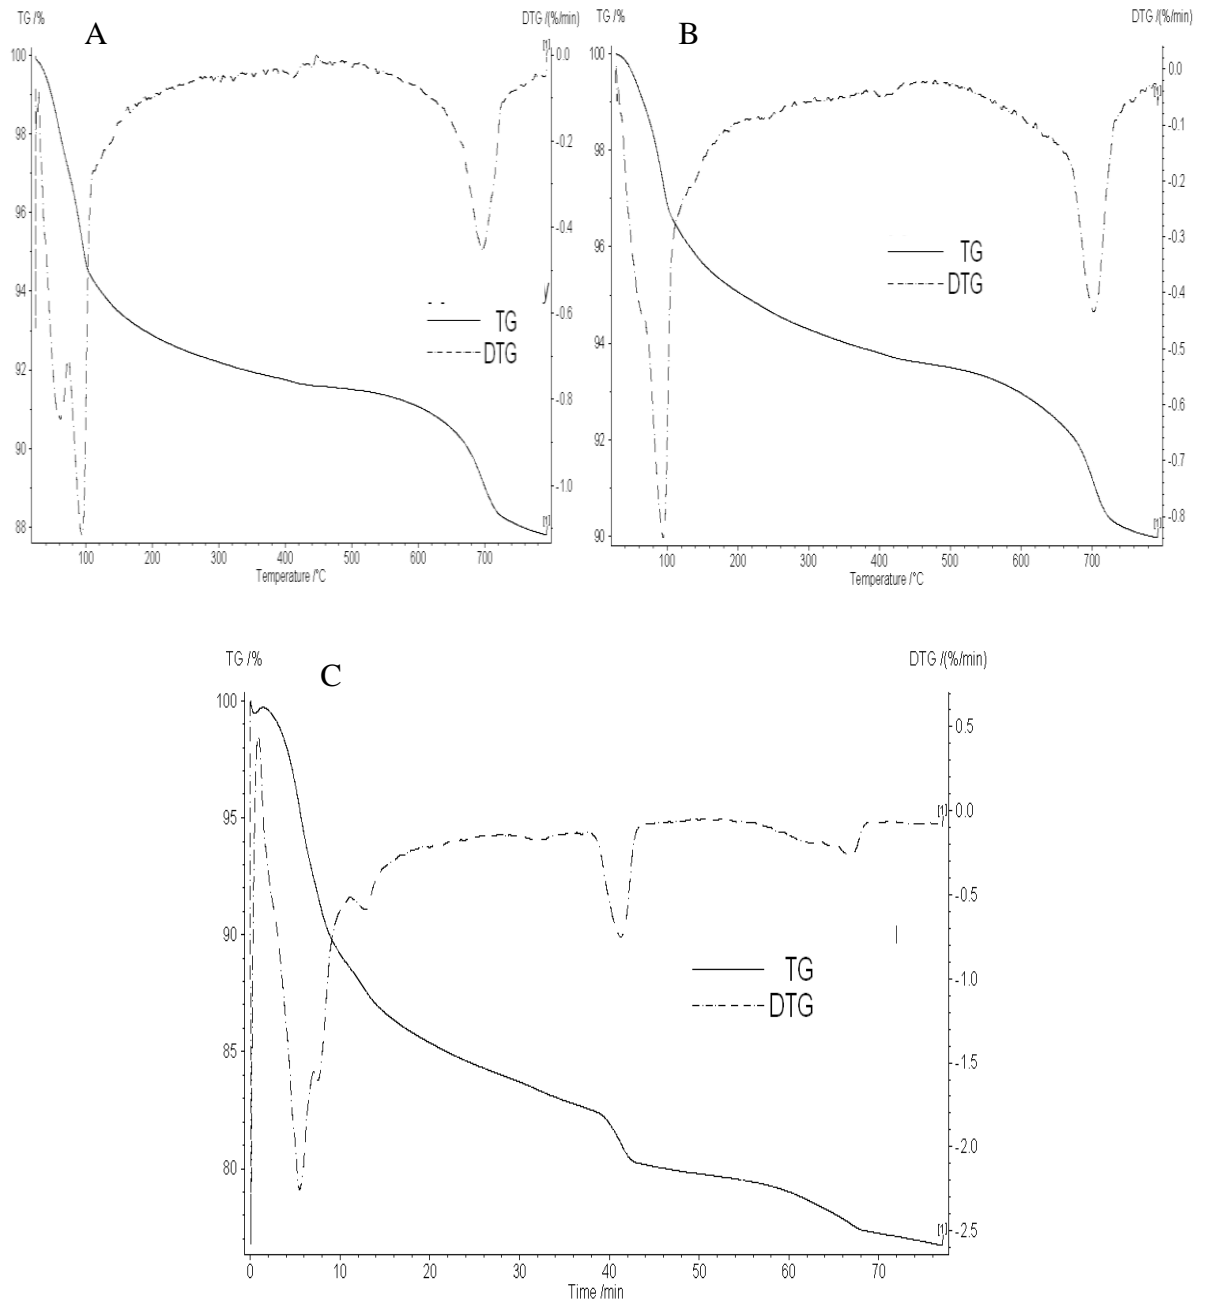 TG /% DTG /(%/min) TG /% DTG /(%/min)
A B
[1] 0.0
100 100 0.0
[1]
98 -0.1
-0.2 98
-0.2
96 -0.4 96 -0.3
TG
DTG
94 -0.4
-0.6
TG 94
DTG -0.5
92
-0.8 -0.6
92
90 -0.7
-1.0
-0.8
88 [1] 90 [1]
100 200 300 400 500 600 700 100 200 300 400 500 600 700
Temperature /°C Temperature /°C
TG /% DTG /(%/min)
C
100
0.5
95 [1] 0.0
-0.5
90
TG -1.0
DTG
85
-1.5
80 -2.0
[1] -2.5
0 10 20 30 40 50 60 70
Time /min